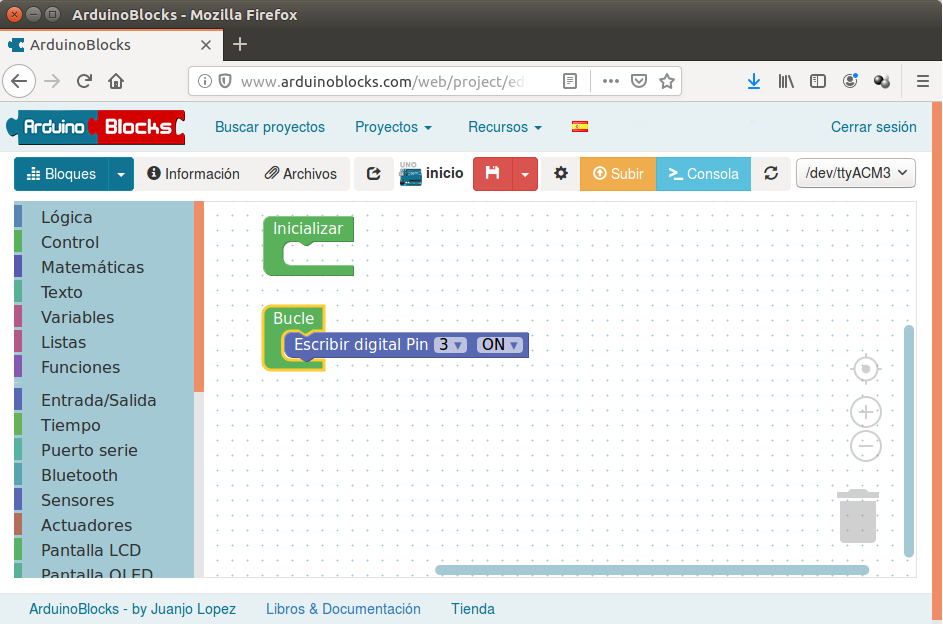 ArduinoBlocks - Mozilla Firefox
ArduinoBlocks
www.arduinoblocks.com/web/project/ed
Arduino Blocks
Buscar proyectos
Proyectos
Recursos
Cerrar sesión
Bloques
Información
Archivos
UNO
inicio
Subir
>_ Consola
/dev/ttyACM3
Lógica
Control
Matemáticas
Texto
Variables
Listas
Funciones
Entrada/Salida
Tiempo
Puerto serie
Bluetooth
Sensores
Actuadores
Pantalla LCD
Pantalla OLED
Inicializar
Bucle
Escribir digital Pin 3 ON
ArduinoBlocks - by Juanjo Lopez
Libros & Documentación
Tienda